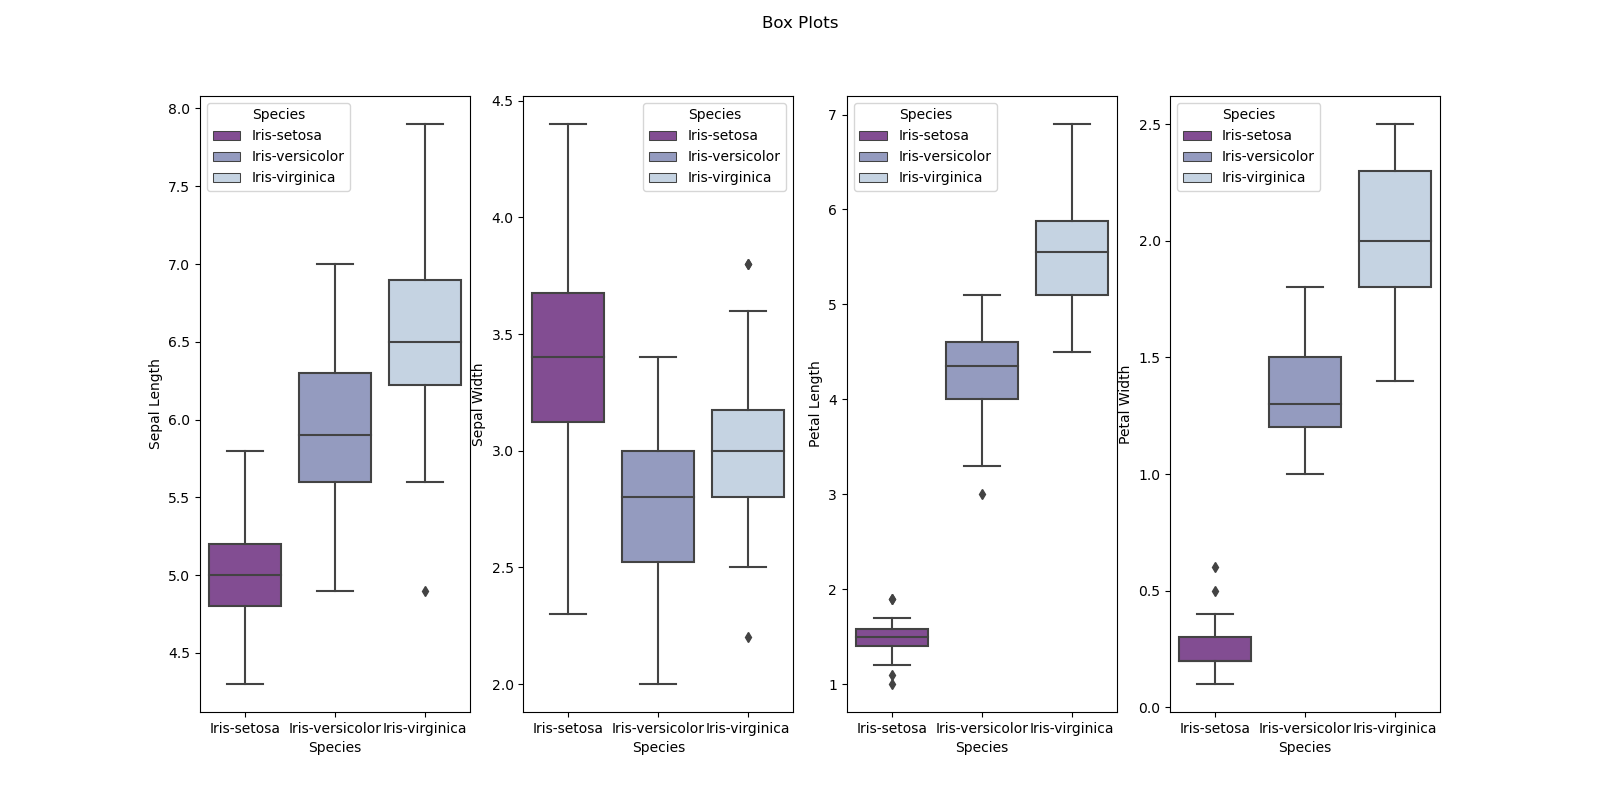 Box Plots
Species
Iris-setosa
Iris-versicolor
Iris-virginica
8.0
7.5
7.0
6.5
6.0
5.5
5.0
4.5
Sepal Length
Iris-setosa Iris-versicolor Iris-virginica
Species
Species
Iris-setosa
Iris-versicolor
Iris-virginica
4.5
4.0
3.5
3.0
2.5
2.0
Sepal Width
Iris-setosa Iris-versicolor Iris-virginica
Species
Species
Iris-setosa
Iris-versicolor
Iris-virginica
7
6
5
4
3
2
1
Petal Length
Iris-setosa Iris-versicolor Iris-virginica
Species
Species
Iris-setosa
Iris-versicolor
Iris-virginica
2.5
2.0
1.5
1.0
0.5
0.0
Petal Width
Iris-setosa Iris-versicolor Iris-virginica
Species